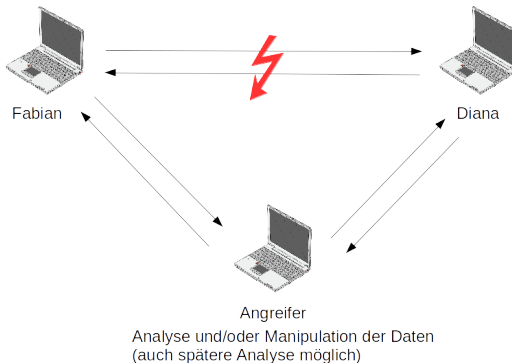 Fabian
Diana
Angreifer
Analyse und/oder Manipulation der Daten
(auch spätere Analyse möglich)